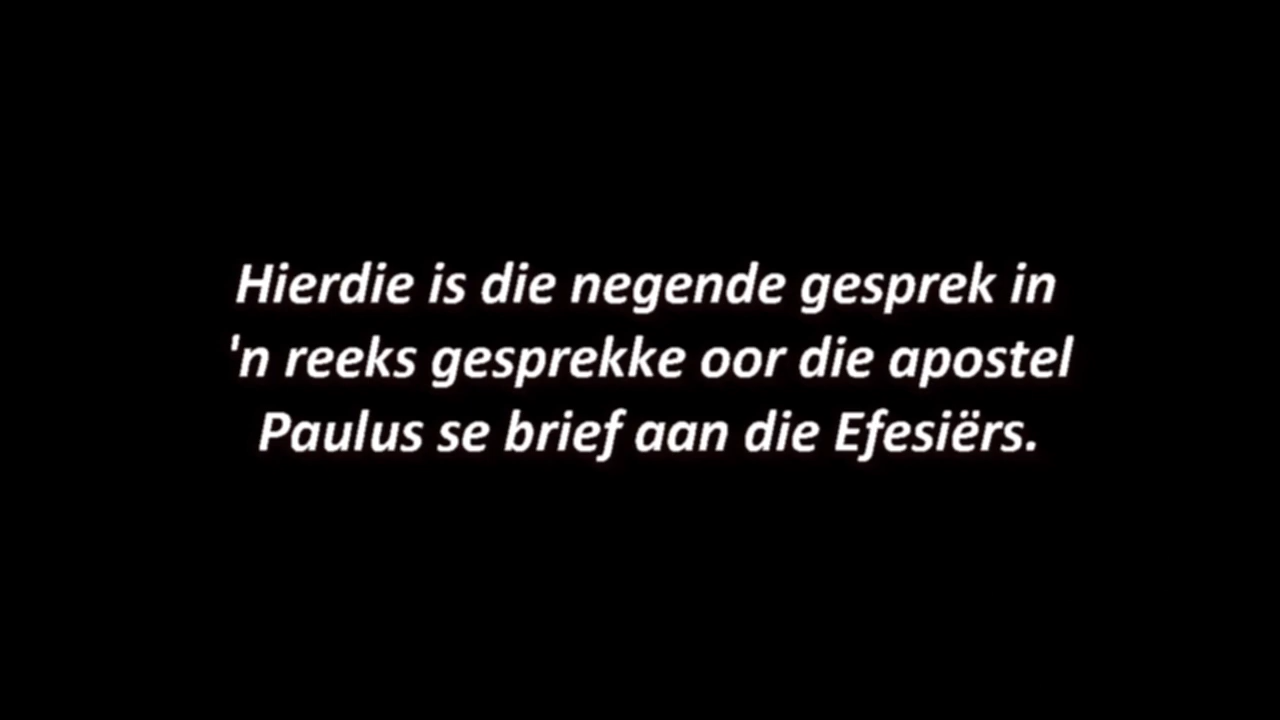 Hierdie is die negende gesprek in
'n reeks gesprekke oor die apostel
Paulus se brief aan die Efesiërs.